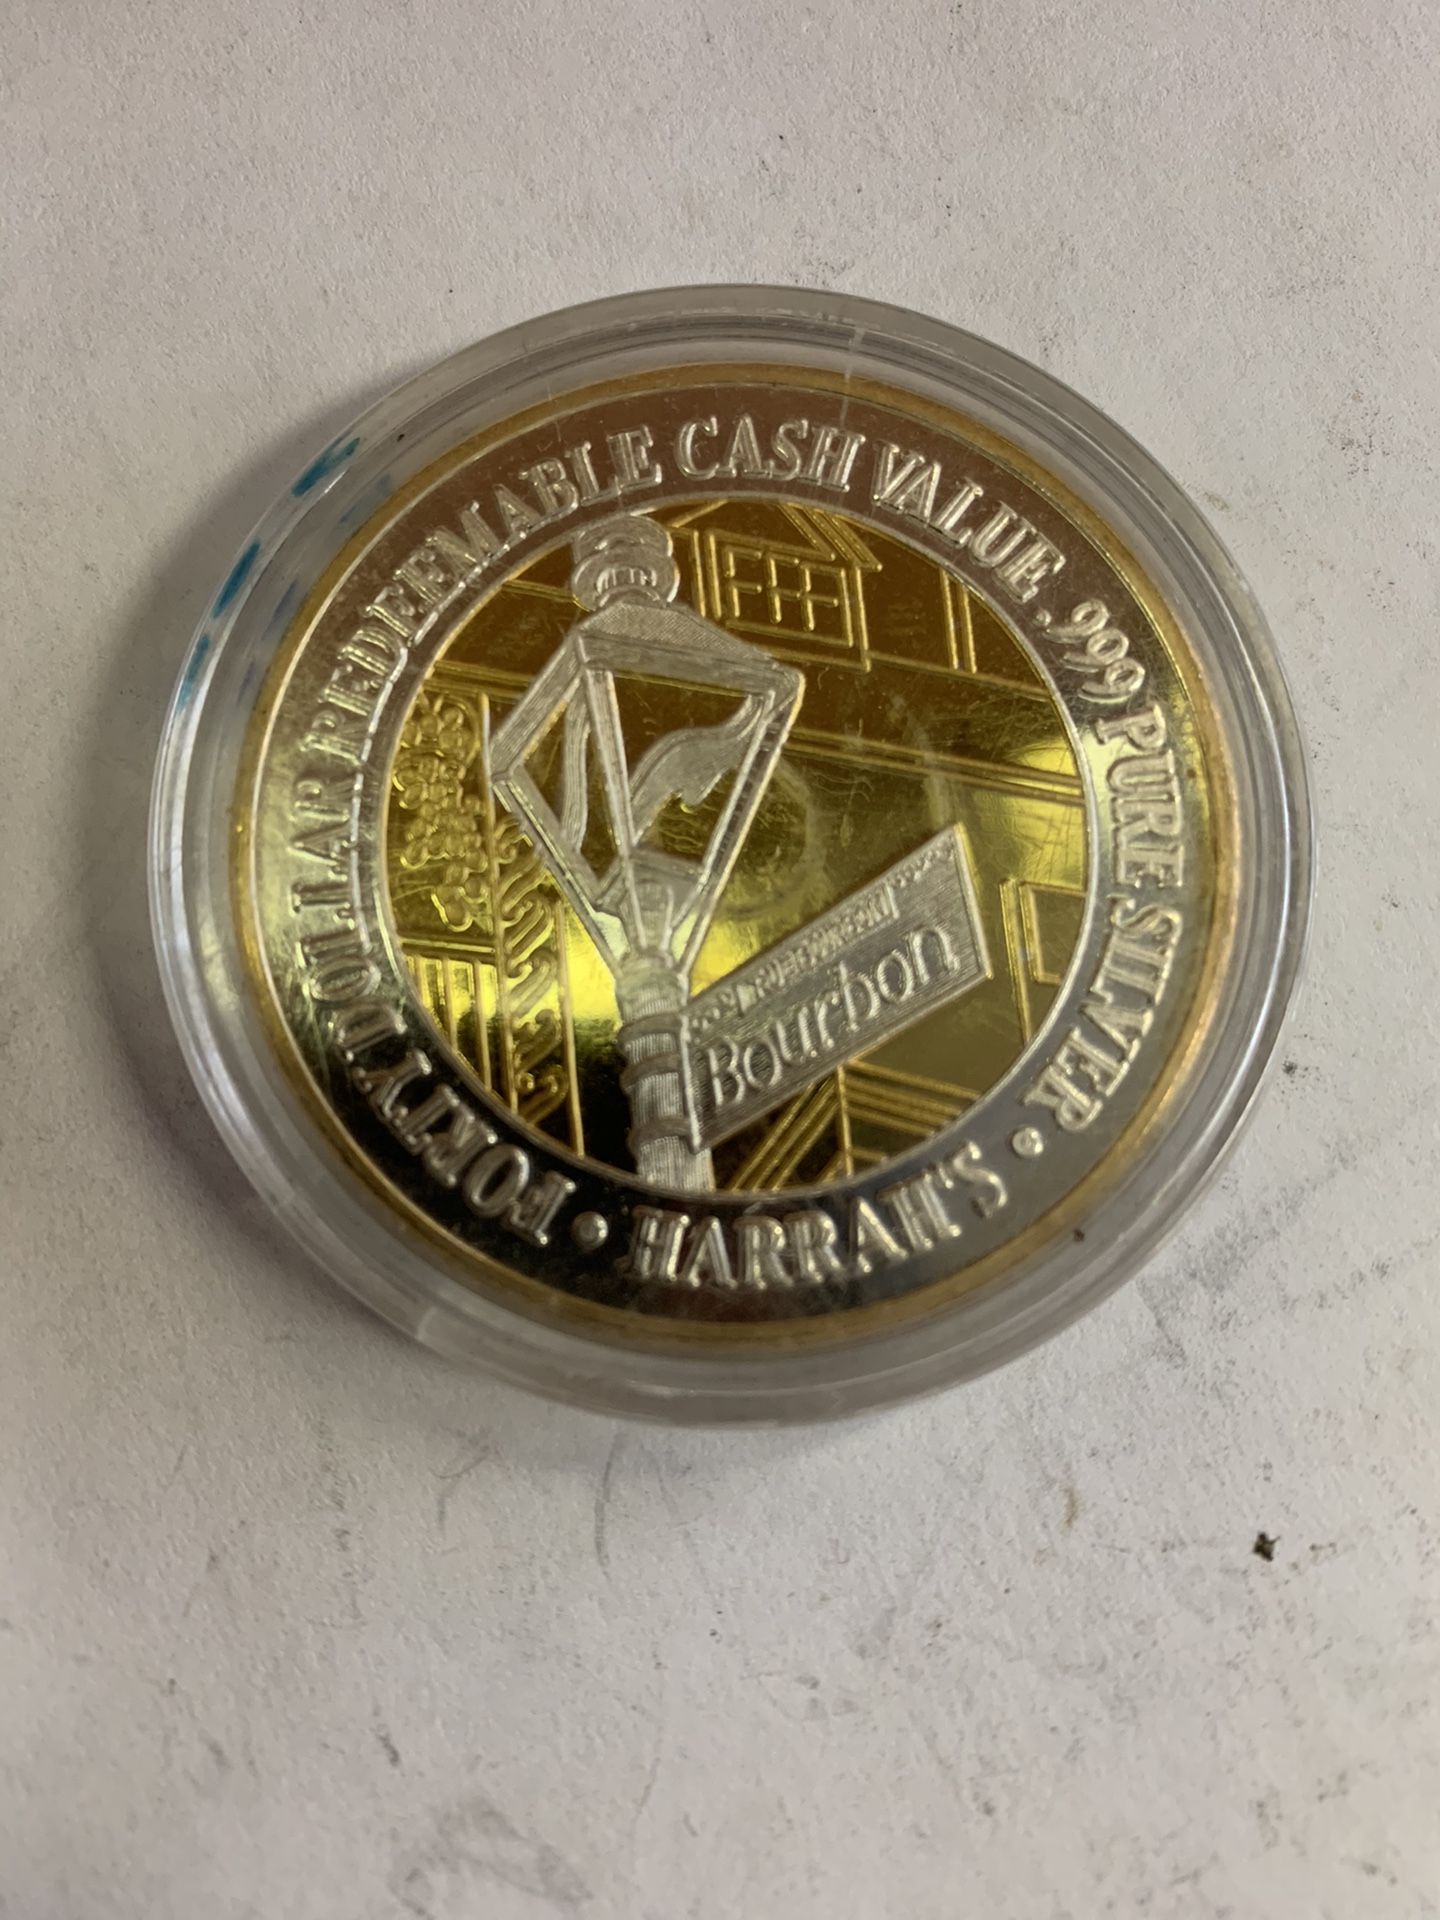 FORTY DOLLAR REDEEMABLE CASH VALUE .999 PURE SILVER
• HARRAH'S •
Bourbon